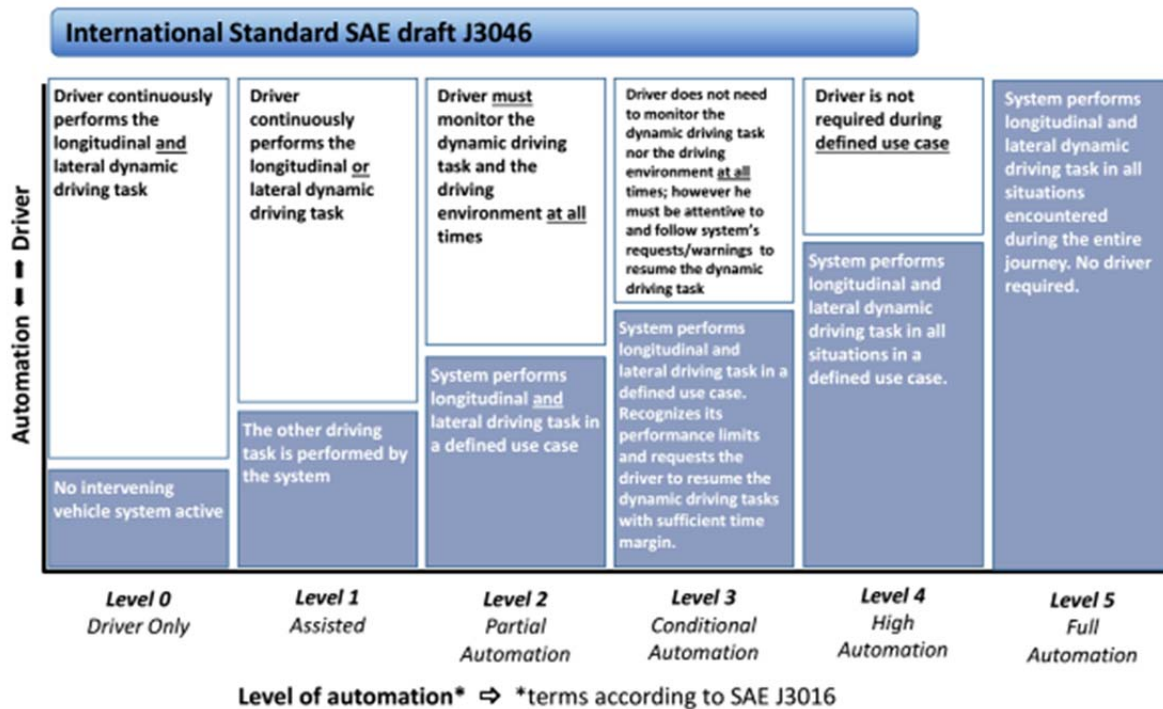 International Standard SAE draft J3046
Automation ⬅ ➡ Driver
Driver continuously
performs the
longitudinal and
lateral dynamic
driving task
No intervening
vehicle system active
Driver
continuously
performs the
longitudinal or
lateral dynamic
driving task
The other driving
task is performed by
the system
Driver must
monitor the
dynamic driving
task and the
driving
environment at all
times
System performs
longitudinal and
lateral driving task in
a defined use case
Driver does not need
to monitor the
dynamic driving task
nor the driving
environment at all
times; however he
must be attentive to
and follow system's
requests/warnings to
resume the dynamic
driving task
System performs
longitudinal and
lateral driving task in a
defined use case.
Recognizes its
performance limits
and requests the
driver to resume the
dynamic driving tasks
with sufficient time
margin.
Driver is not
required during
defined use case
System performs
longitudinal and
lateral dynamic
driving task in all
situations in a
defined use case.
System performs
longitudinal and
lateral dynamic
driving task in all
situations
encountered
during the entire
journey. No driver
required.
Level 0
Driver Only
Level 1
Assisted
Level 2
Partial
Automation
Level 3
Conditional
Automation
Level 4
High
Automation
Level 5
Full
Automation
Level of automation* ⇨ *terms according to SAE J3016